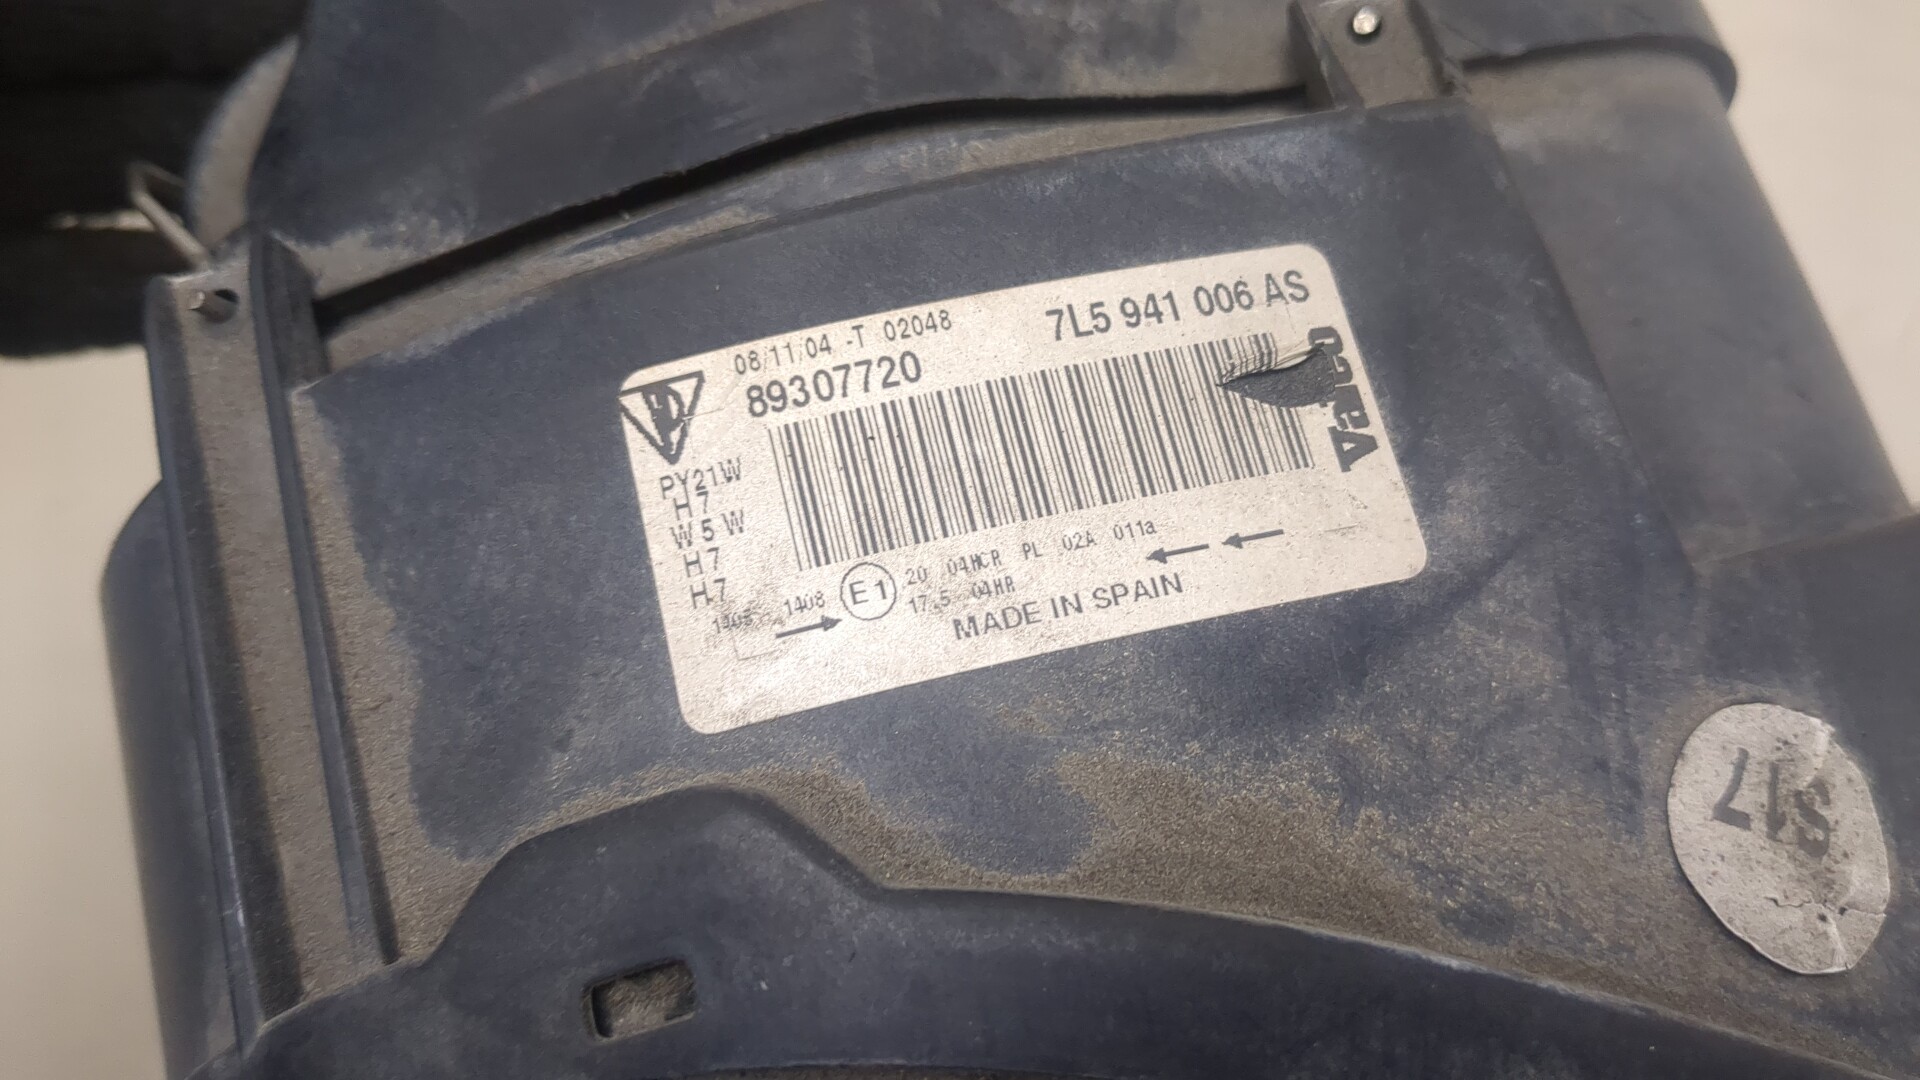 08/11/04 -T 02048
7L5 941 006 AS
89307720
PY21W
H7
W5W
H7
H7
1408
E1
20 04HCR PL 02A 011a
17.5 04HR
MADE IN SPAIN
S17